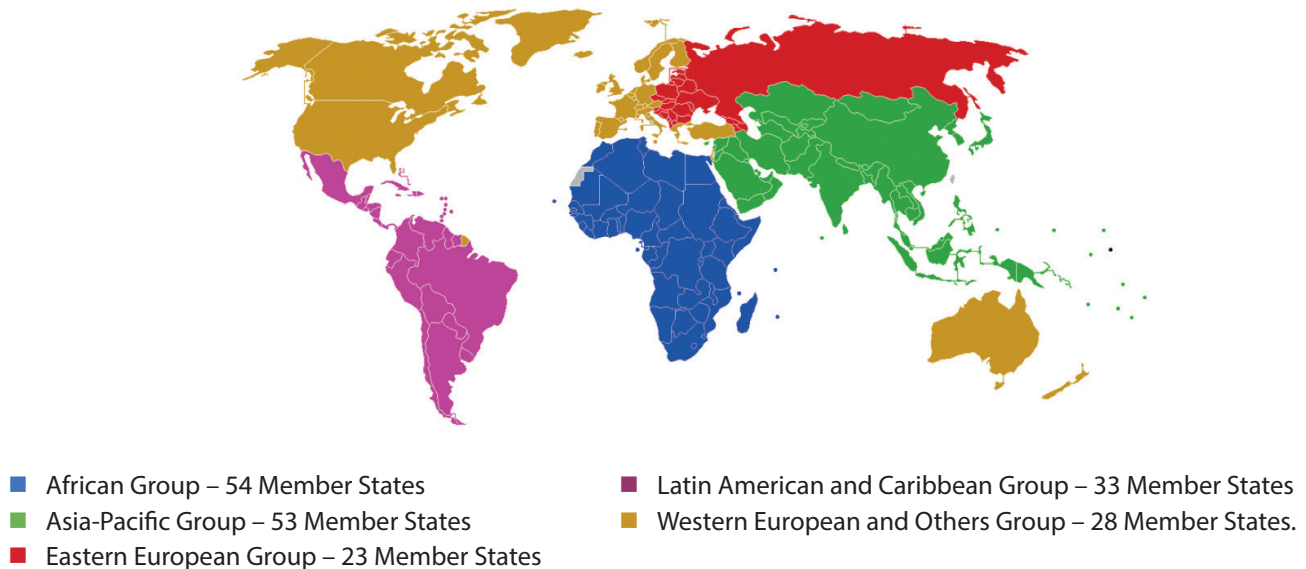 African Group – 54 Member States
Asia-Pacific Group – 53 Member States
Eastern European Group – 23 Member States
Latin American and Caribbean Group – 33 Member States
Western European and Others Group – 28 Member States.